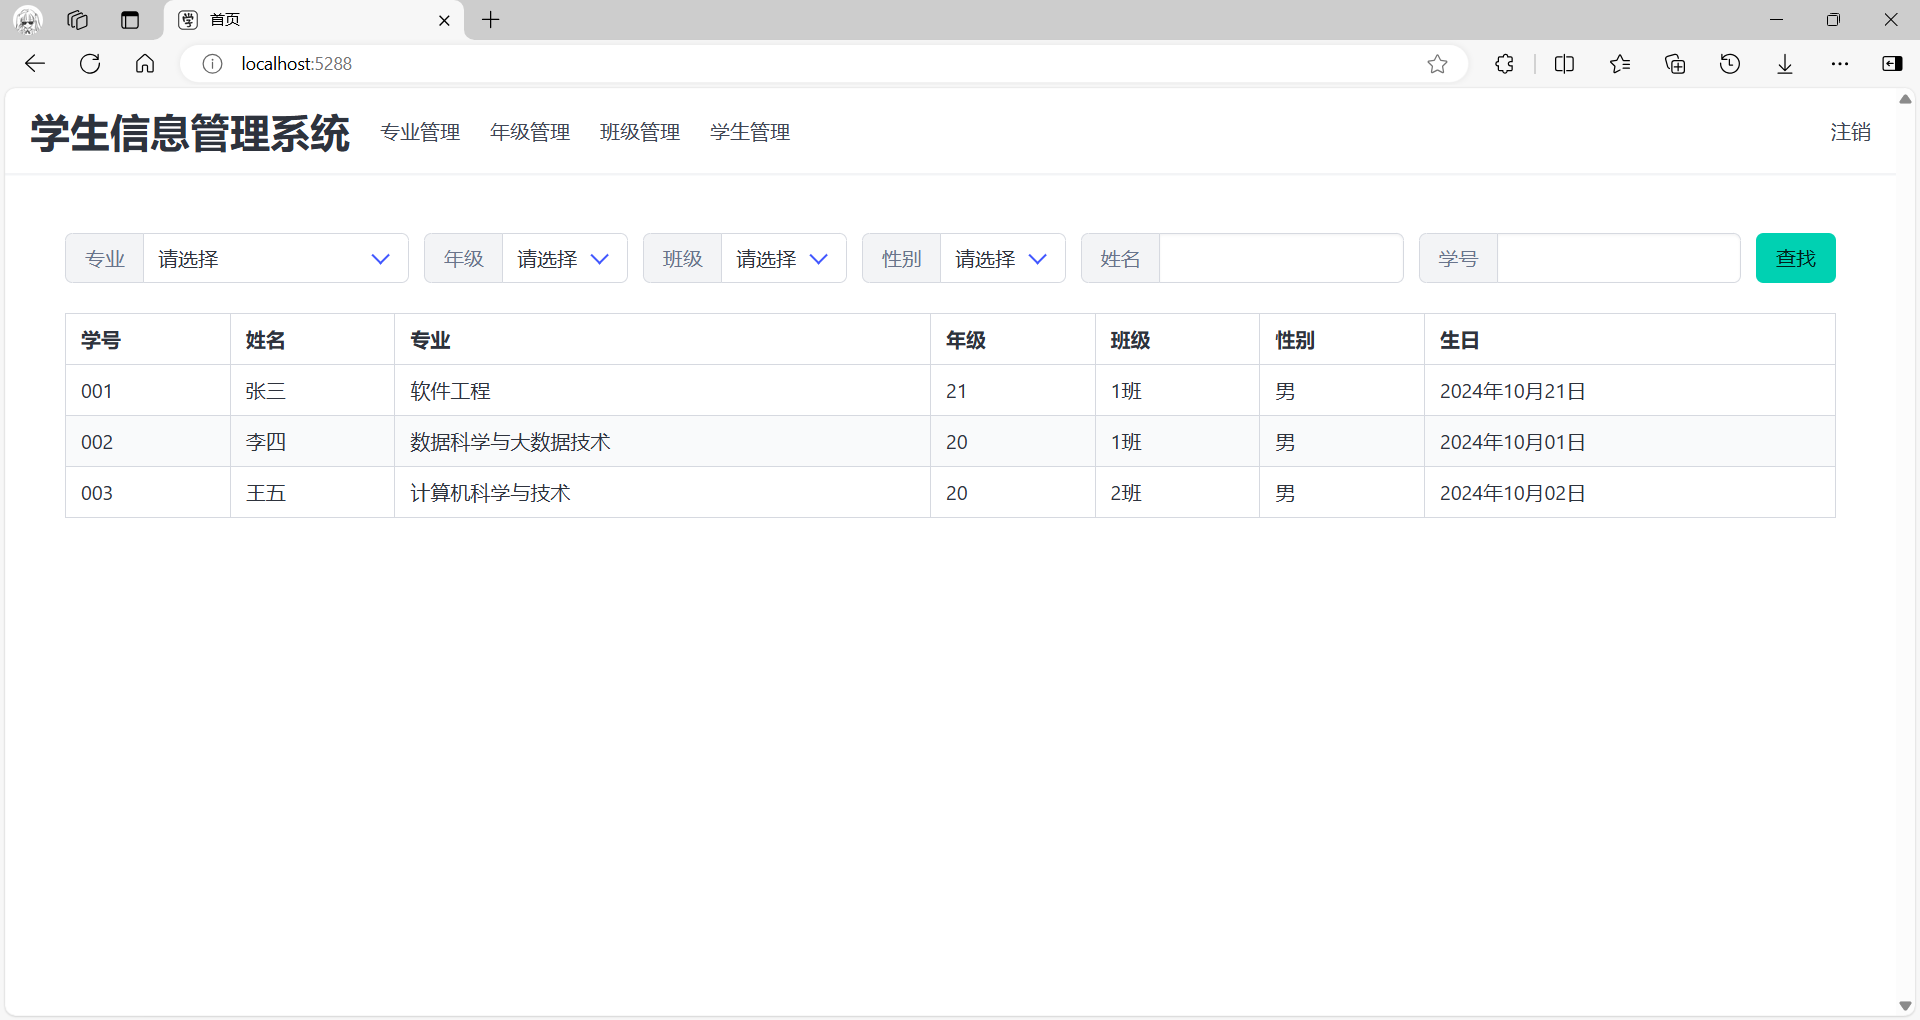 首页
localhost:5288
学生信息管理系统 专业管理 年级管理 班级管理 学生管理 注销
专业 请选择 年级 请选择 班级 请选择 性别 请选择 姓名 学号 查找
学号 姓名 专业 年级 班级 性别 生日
001 张三 软件工程 21 1班 男 2024年10月21日
002 李四 数据科学与大数据技术 20 1班 男 2024年10月01日
003 王五 计算机科学与技术 20 2班 男 2024年10月02日